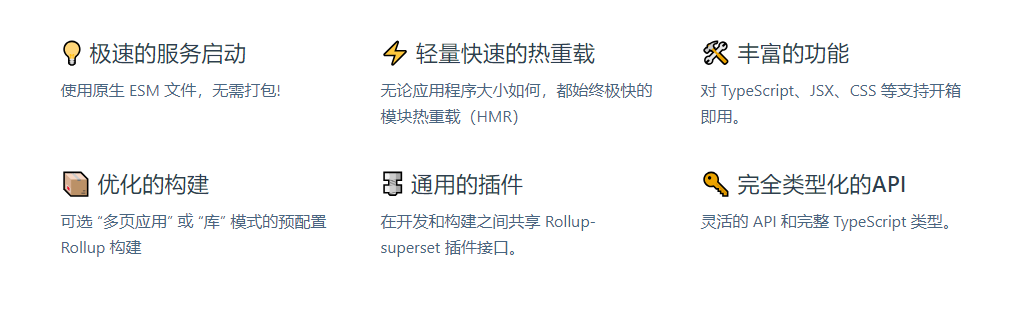 极速的服务启动
使用原生 ESM 文件，无需打包!
轻量快速的热重载
无论应用程序大小如何，都始终极快的
模块热重载（HMR）
丰富的功能
对 TypeScript、JSX、CSS 等支持开箱
即用。
优化的构建
可选 “多页应用” 或 “库” 模式的预配置
Rollup 构建
通用的插件
在开发和构建之间共享 Rollup-
superset 插件接口。
完全类型化的API
灵活的 API 和完整 TypeScript 类型。